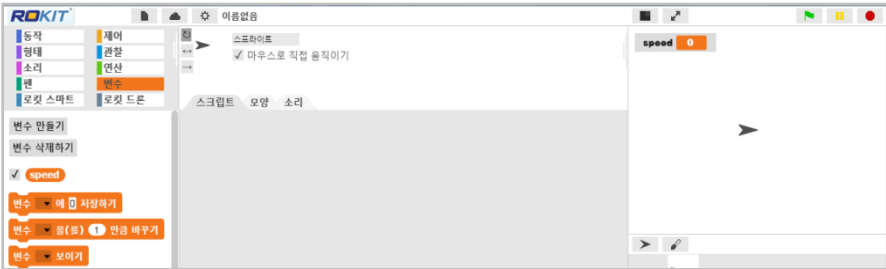 ROKIT 이름없음
동작 제어
형태 관찰
소리 연산
펜 변수
로킷 스마트 로킷 드론
변수 만들기
변수 삭제하기
speed
변수 에 0 저장하기
변수 을(를) 1 만큼 바꾸기
변수 보이기
스프라이트
마우스로 직접 움직이기
스크립트 모양 소리
speed 0